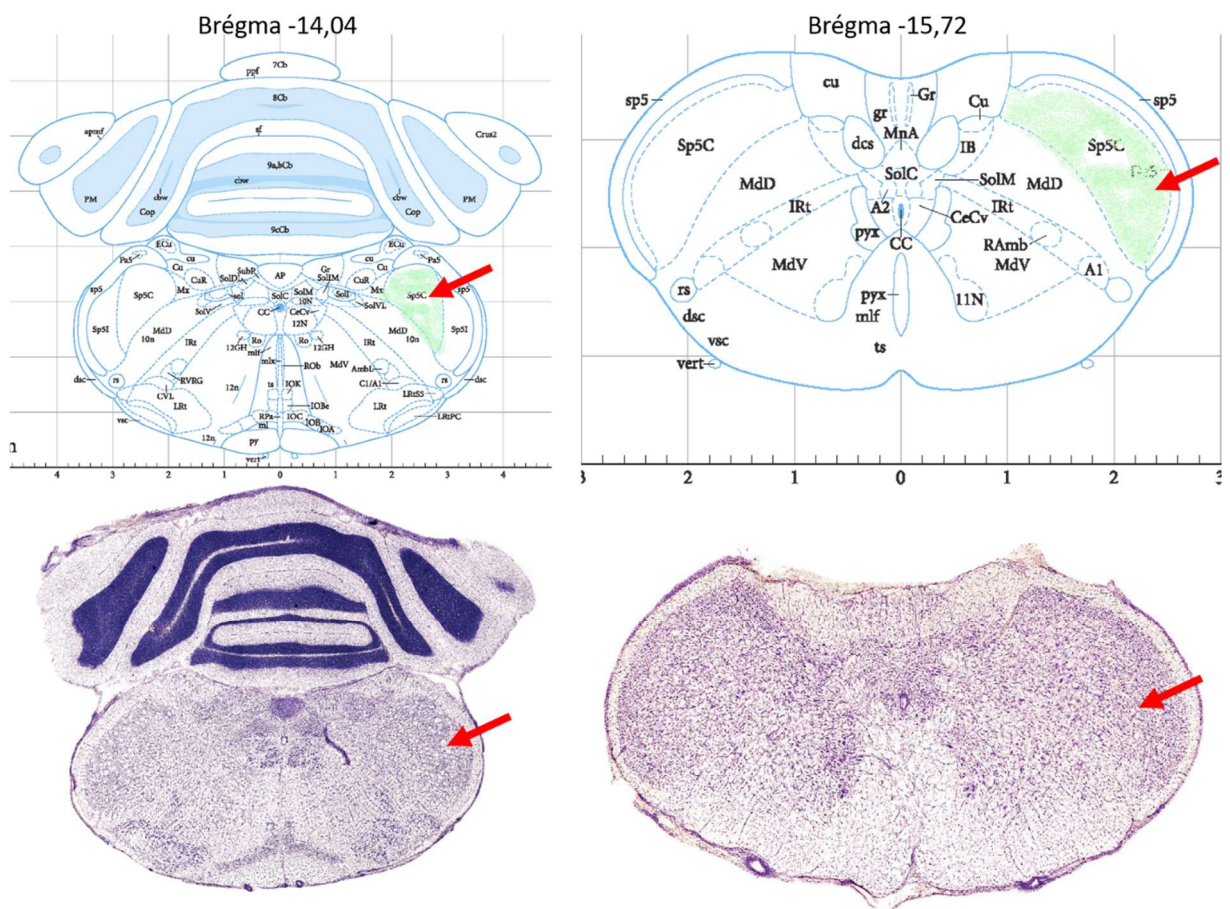 Brégma -14,04
7Cb
ppf
8Cb
apmf
sf
Crus2
9a,bCb
cbw
PM
cbw
Cop
cbw
Cop
PM
9cCb
ECu
ECu
Pa5
cu
SubP
AP
Gr
cu
Pa5
Cu
SolD
SolIM
Cu
sp5
Mx
CuR
sol
SolC
SolM
SolI
CuR
Mx
Sp5C
sp5
Sp5C
SolV
CC
10N
CeCv
SolVL
12N
Sp5I
MdD
10n
IRt
12GH
Ro
mlf
Ro
12GH
IRt
MdD
10n
Sp5I
mlx
ROb
MdV
AmbL
dsc
rs
RVRG
12n
ts
IOK
C1/A1
rs
dsc
CVL
LRtS5
LRt
IOBe
LRt
vsc
RPa
IOC
LRtPC
ml
IOB
IOA
12n
py
vert
n
4 3 2 1 0 1 2 3 4
Brégma -15,72
cu
sp5
gr
Gr
Cu
sp5
MnA
Sp5C
dcs
IB
Sp5C
SolC
MdD
SolM
MdD
IRt
A2
IRt
CeCv
pyx
CC
RAmb
MdV
MdV
A1
rs
pyx
11N
dsc
mlf
vsc
ts
vert
3 2 1 0 1 2 3